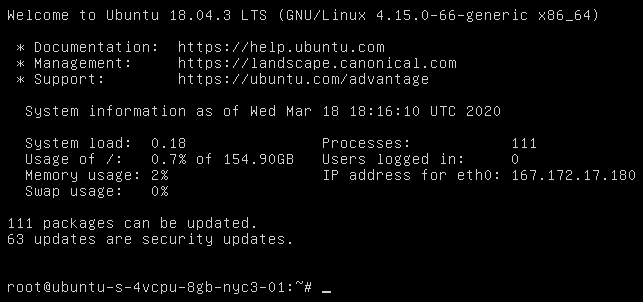 Welcome to Ubuntu 18.04.3 LTS (GNU/Linux 4.15.0-66-generic x86_64)
* Documentation:  https://help.ubuntu.com
* Management:     https://landscape.canonical.com
* Support:        https://ubuntu.com/advantage
System information as of Wed Mar 18 18:16:10 UTC 2020
System load:  0.18               Processes:           111
Usage of /:   0.7% of 154.90GB   Users logged in:     0
Memory usage: 2%                 IP address for eth0: 167.172.17.180
Swap usage:   0%
111 packages can be updated.
63 updates are security updates.
root@ubuntu-s-4vcpu-8gb-nyc3-01:~# _